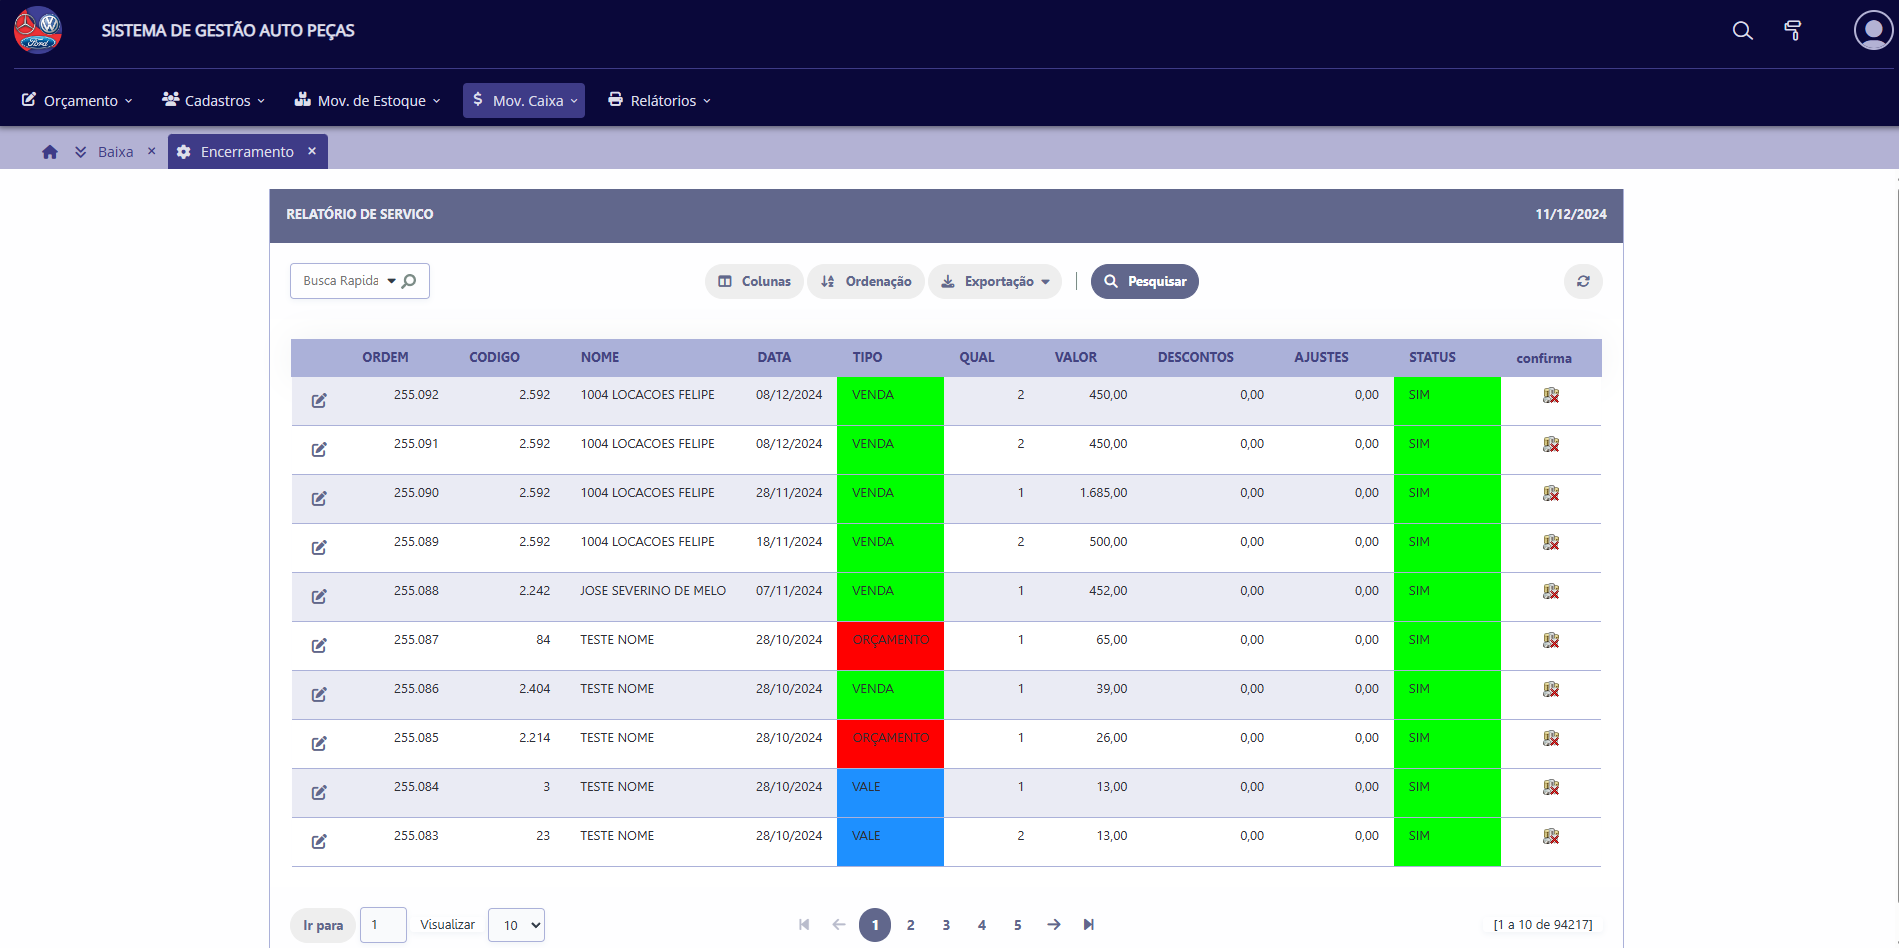 Ford
SISTEMA DE GESTÃO AUTO PEÇAS
Orçamento Cadastros Mov. de Estoque $ Mov. Caixa Relátorios
Baixa × Encerramento ×
RELATÓRIO DE SERVICO 11/12/2024
Busca Rapida Colunas Ordenação Exportação | Pesquisar
ORDEM CODIGO NOME DATA TIPO QUAL VALOR DESCONTOS AJUSTES STATUS confirma
255.092 2.592 1004 LOCACOES FELIPE 08/12/2024 VENDA 2 450,00 0,00 0,00 SIM
255.091 2.592 1004 LOCACOES FELIPE 08/12/2024 VENDA 2 450,00 0,00 0,00 SIM
255.090 2.592 1004 LOCACOES FELIPE 28/11/2024 VENDA 1 1.685,00 0,00 0,00 SIM
255.089 2.592 1004 LOCACOES FELIPE 18/11/2024 VENDA 2 500,00 0,00 0,00 SIM
255.088 2.242 JOSE SEVERINO DE MELO 07/11/2024 VENDA 1 452,00 0,00 0,00 SIM
255.087 84 TESTE NOME 28/10/2024 ORÇAMENTO 1 65,00 0,00 0,00 SIM
255.086 2.404 TESTE NOME 28/10/2024 VENDA 1 39,00 0,00 0,00 SIM
255.085 2.214 TESTE NOME 28/10/2024 ORÇAMENTO 1 26,00 0,00 0,00 SIM
255.084 3 TESTE NOME 28/10/2024 VALE 1 13,00 0,00 0,00 SIM
255.083 23 TESTE NOME 28/10/2024 VALE 2 13,00 0,00 0,00 SIM
Ir para 1 Visualizar 10 1 2 3 4 5 [1 a 10 de 94217]